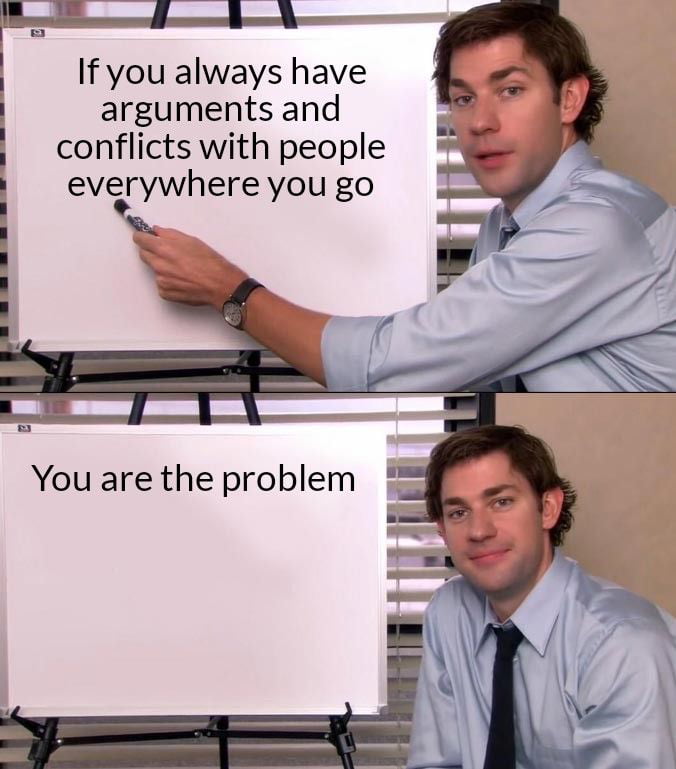 If you always have
arguments and
conflicts with people
everywhere you go
You are the problem